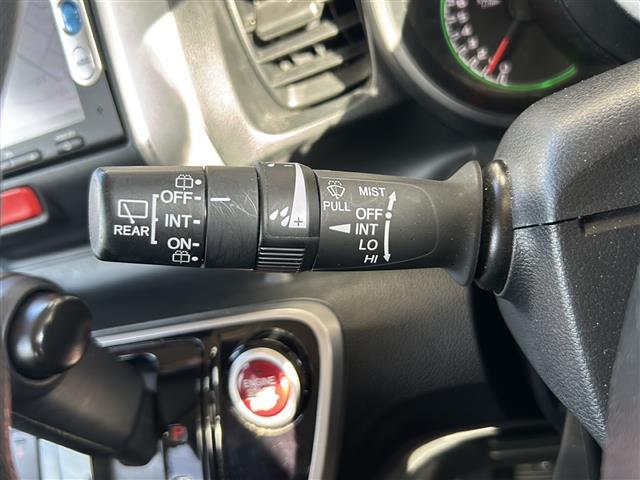 OFF
INT
ON
REAR
+
PULL
MIST
OFF
INT
LO
HI
ENGINE
P